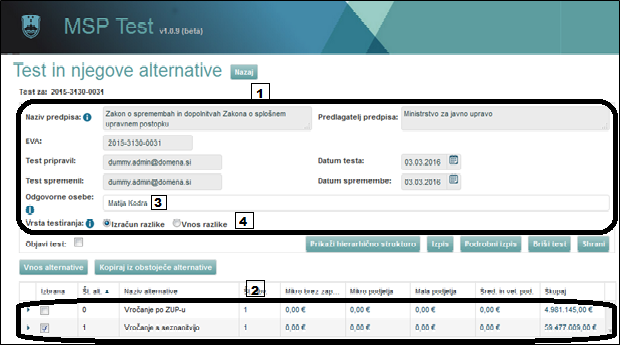 MSP Test v1.0.9 (beta)
Test in njegove alternative Nazaj
Test za: 2015-3130-0031
1
Naziv predpisa: Zakon o spremembah in dopolnitvah Zakona o splošnem upravnem postopku
Predlagatelj predpisa: Ministrstvo za javno upravo
EVA: 2015-3130-0031
Test pripravil: dummy.admin@domena.si Datum testa: 03.03.2016
Test spremenil: dummy.admin@domena.si Datum spremembe: 03.03.2016
Odgovorne osebe: Matija Kodra 3
Vrsta testiranja: Izračun razlike Vnos razlike 4
Objavi test: Prikaži hierarhično strukturo Izpis Podrobni izpis Briši test Shrani
Vnos alternative Kopiraj iz obstoječe alternative
2
Izbrana Št. alt. Naziv alternative Mikro brez zap... Mikro podjetja Mala podjetja Sred. in vel. pod. Skupaj
0 Vročanje po ZUP-u 1 0,00 € 0,00 € 0,00 € 0,00 € 4.981.145,00 €
1 Vročanje s seznanitvijo 1 0,00 € 0,00 € 0,00 € 0,00 € 59.477.009,00 €